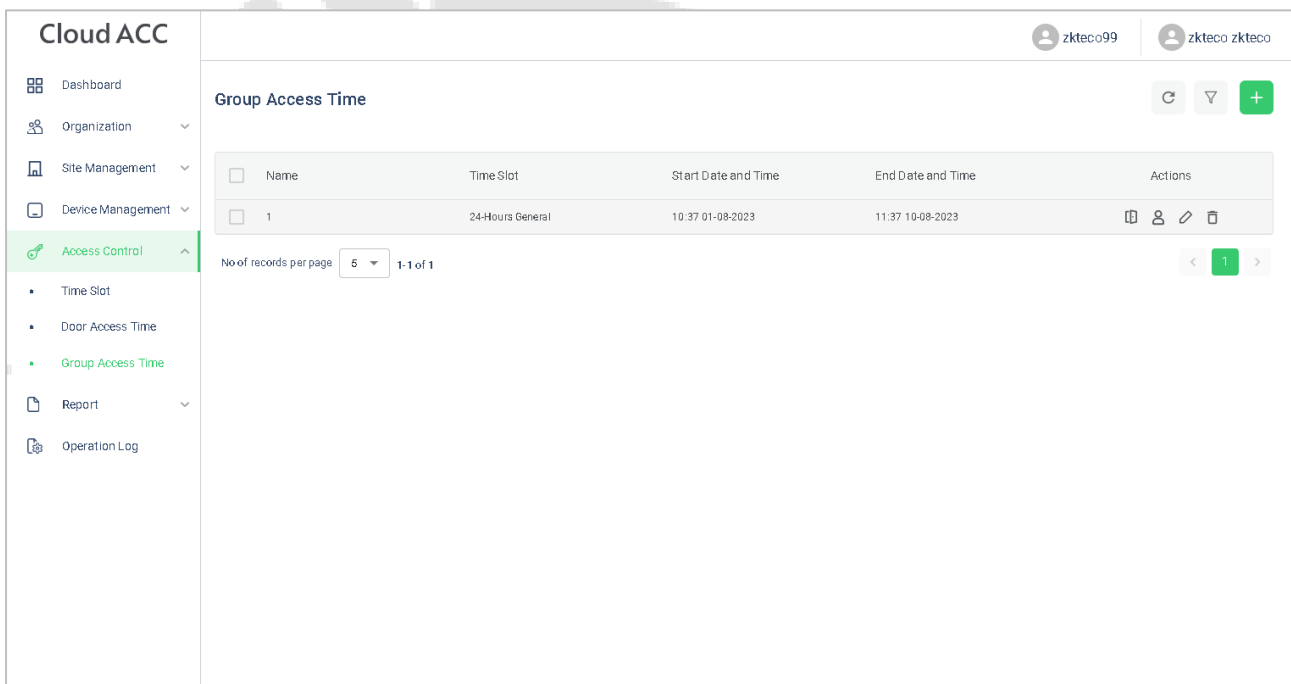 Cloud ACC
zkteco99
zkteco zkteco
Dashboard
Organization
Site Management
Device Management
Access Control
Time Slot
Door Access Time
Group Access Time
Report
Operation Log
Group Access Time
Name Time Slot Start Date and Time End Date and Time Actions
1 24-Hours General 10:37 01-08-2023 11:37 10-08-2023
No of records per page 5 1-1 of 1 < 1 >